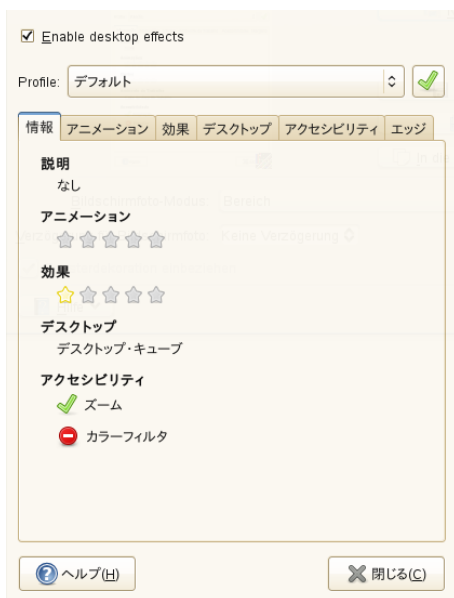 Enable desktop effects
Profile: デフォルト
情報 アニメーション 効果 デスクトップ アクセシビリティ エッジ
説明
なし
アニメーション
効果
デスクトップ
デスクトップ・キューブ
アクセシビリティ
ズーム
カラーフィルタ
ヘルプ(H) 閉じる(C)